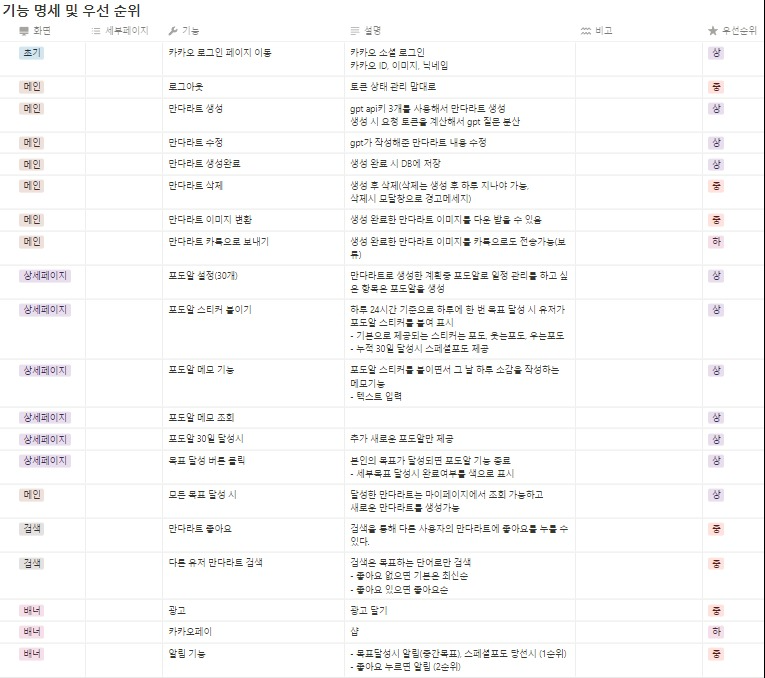 기능 명세 및 우선 순위
화면 세부페이지 기능 설명 비고 우선순위
초기 카카오 로그인 페이지 이동 카카오 소셜 로그인 상
카카오 ID, 이미지, 닉네임
메인 로그아웃 토큰 상태 관리 맘대로 중
메인 만다라트 생성 gpt api키 3개를 사용해서 만다라트 생성 상
생성 시 요청 토큰을 계산해서 gpt 질문 분산
메인 만다라트 수정 gpt가 작성해준 만다라트 내용 수정 상
메인 만다라트 생성완료 생성 완료 시 DB에 저장 상
메인 만다라트 삭제 생성 후 삭제(삭제는 생성 후 하루 지나야 가능, 중
삭제시 모달창으로 경고메세지)
메인 만다라트 이미지 변환 생성 완료한 만다라트 이미지를 다운 받을 수 있음 중
메인 만다라트 카톡으로 보내기 생성 완료한 만다라트 이미지를 카톡으로도 전송가능(보 하
류)
상세페이지 포도알 설정(30개) 만다라트로 생성한 계획중 포도알로 일정 관리를 하고 싶 상
은 항목은 포도알을 생성
상세페이지 포도알 스티커 붙이기 하루 24시간 기준으로 하루에 한 번 목표 달성 시 유저가 상
포도알 스티커를 붙여 표시
- 기본으로 제공되는 스티커는 포도, 웃는포도, 우는포도
- 누적 30일 달성시 스페셜포도 제공
상세페이지 포도알 메모 기능 포도알 스티커를 붙이면서 그 날 하루 소감을 작성하는 상
메모기능
- 텍스트 입력
상세페이지 포도알 메모 조회 상
상세페이지 포도알 30일 달성시 추가 새로운 포도알만 제공 상
상세페이지 목표 달성 버튼 클릭 본인의 목표가 달성되면 포도알 기능 종료 상
- 세부목표 달성시 완료여부를 색으로 표시
메인 모든 목표 달성 시 달성한 만다라트는 마이페이지에서 조회 가능하고 상
새로운 만다라트를 생성가능
검색 만다라트 좋아요 검색을 통해 다른 사용자의 만다라트에 좋아요를 누를 수 중
있다.
검색 다른 유저 만다라트 검색 검색은 목표하는 단어로만 검색 중
- 좋아요 없으면 기본은 최신순
- 좋아요 있으면 좋아요순
배너 광고 광고 달기 중
배너 카카오페이 샵 하
배너 알림 기능 - 목표달성시 알림(중간목표), 스페셜포도 당선시 (1순위) 중
- 좋아요 누르면 알림 (2순위)